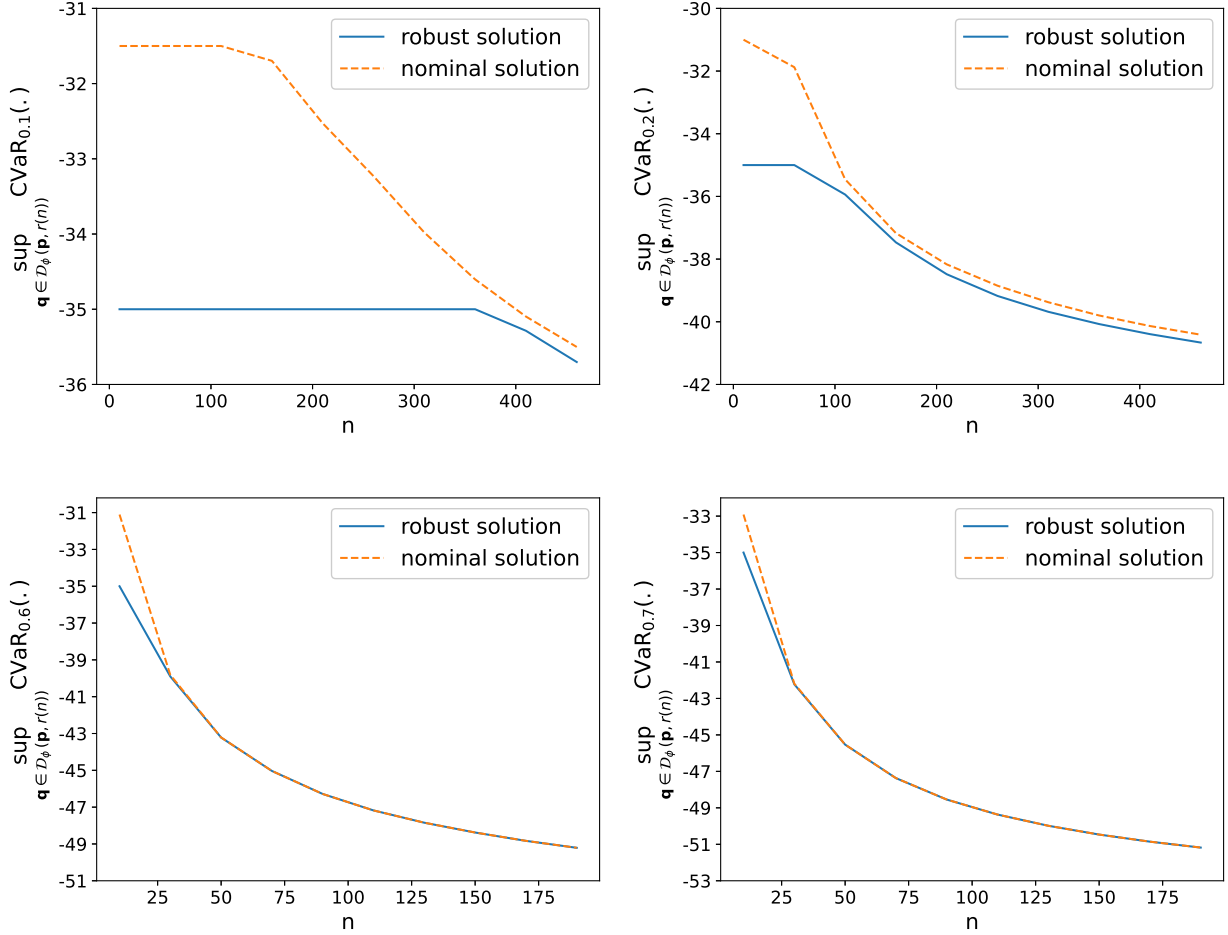 -31
-32
-33
-34
-35
-36
0
100
200
300
400
n
sup CVaR0.1(.)
q ∈ 𝒟ϕ(p, r(n))
robust solution
nominal solution
-30
-32
-34
-36
-38
-40
-42
0
100
200
300
400
n
sup CVaR0.2(.)
q ∈ 𝒟ϕ(p, r(n))
robust solution
nominal solution
-31
-33
-35
-37
-39
-41
-43
-45
-47
-49
-51
25
50
75
100
125
150
175
n
sup CVaR0.6(.)
q ∈ 𝒟ϕ(p, r(n))
robust solution
nominal solution
-33
-35
-37
-39
-41
-43
-45
-47
-49
-51
-53
25
50
75
100
125
150
175
n
sup CVaR0.7(.)
q ∈ 𝒟ϕ(p, r(n))
robust solution
nominal solution